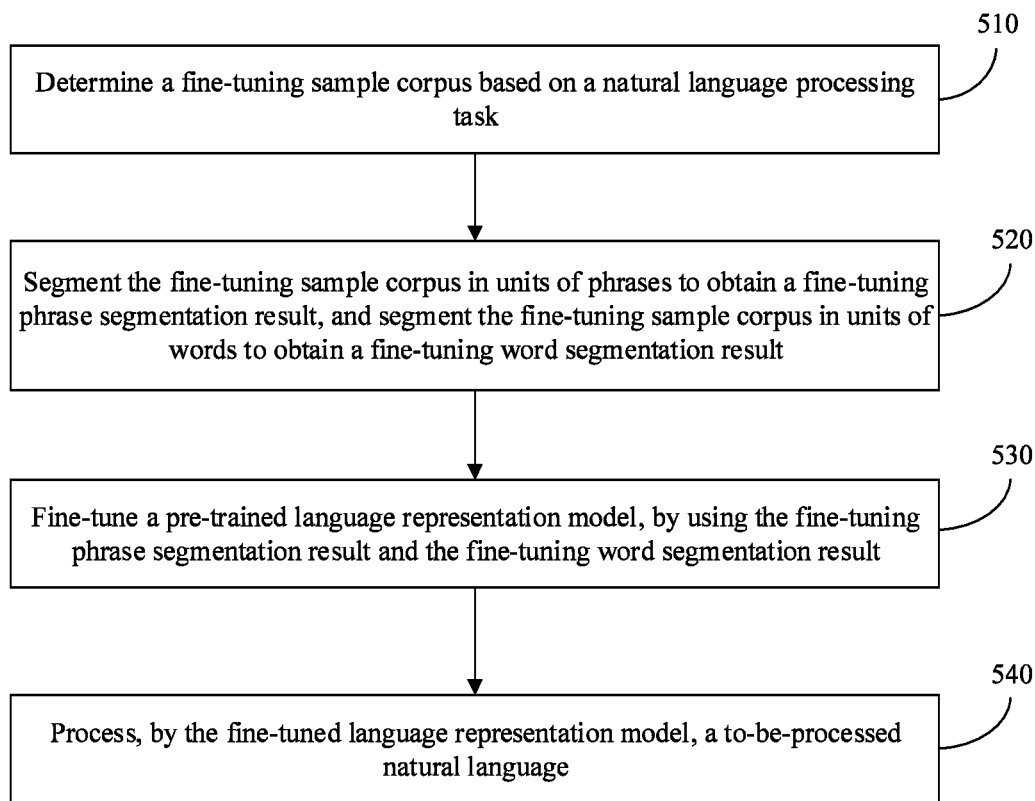 510
Determine a fine-tuning sample corpus based on a natural language processing
task
520
Segment the fine-tuning sample corpus in units of phrases to obtain a fine-tuning
phrase segmentation result, and segment the fine-tuning sample corpus in units of
words to obtain a fine-tuning word segmentation result
530
Fine-tune a pre-trained language representation model, by using the fine-tuning
phrase segmentation result and the fine-tuning word segmentation result
540
Process, by the fine-tuned language representation model, a to-be-processed
natural language